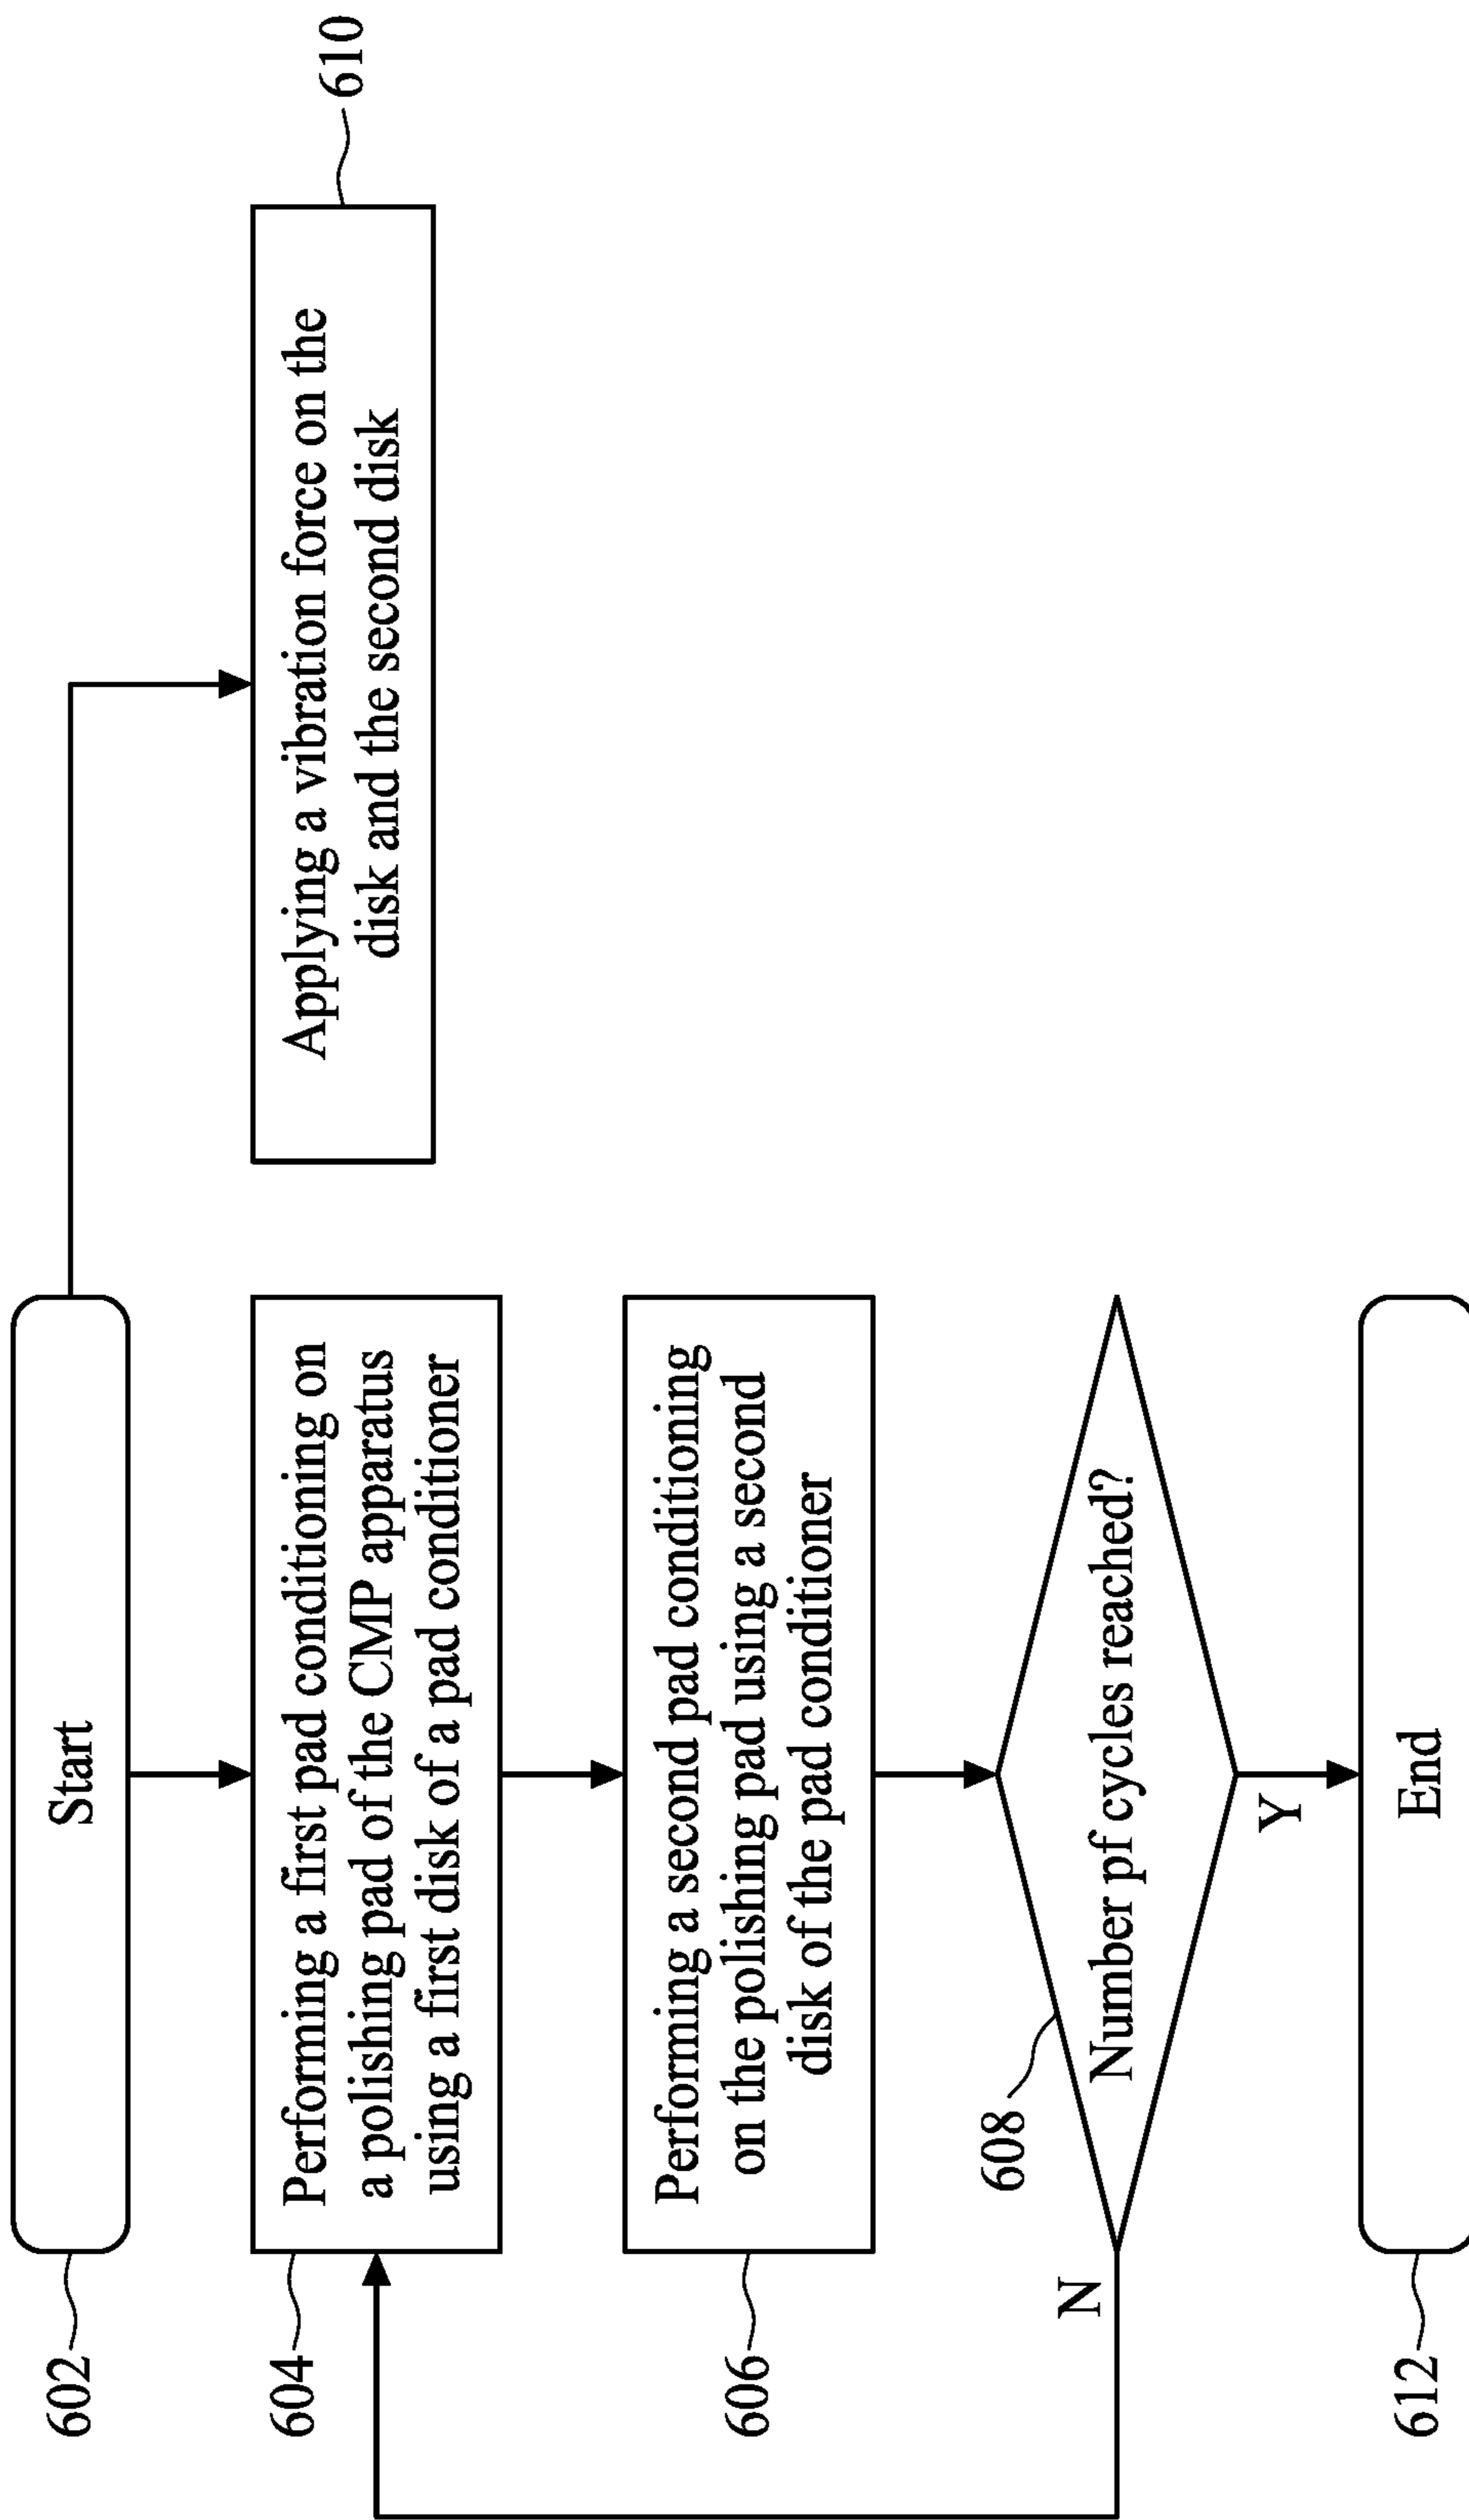 602
Start
604
Performing a first pad conditioning on
a polishing pad of the CMP apparatus
using a first disk of a pad conditioner
610
Applying a vibration force on the
disk and the second disk
606
Performing a second pad conditioning
on the polishing pad using a second
disk of the pad conditioner
608
Number pf cycles reached?
N
Y
612
End